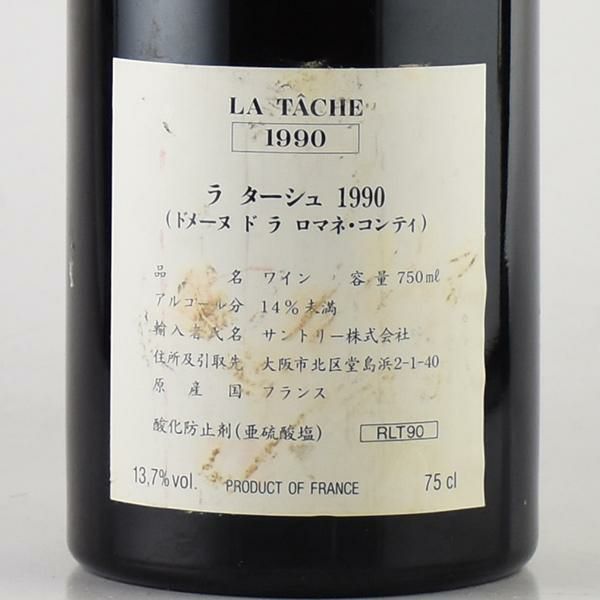 LA TÂCHE
1990
ラ ターシュ 1990
(ドメーヌ ド ラ ロマネ・コンティ)
品名 ワイン 容量 750ml
アルコール分 14%未満
輸入者氏名 サントリー株式会社
住所及引取先 大阪市北区堂島浜2-1-40
原産国 フランス
酸化防止剤(亜硫酸塩) RLT90
13,7%vol. PRODUCT OF FRANCE 75 cl